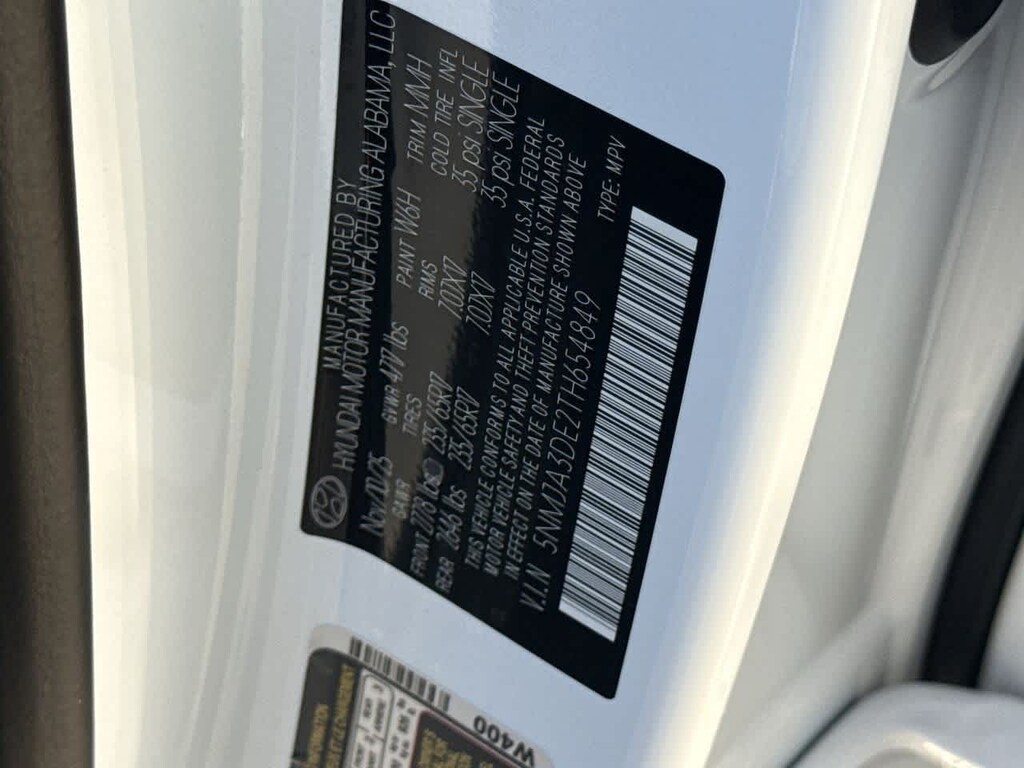 MANUFACTURED BY
HYUNDAI MOTOR MANUFACTURING ALABAMA, LLC
Nov/20/25 GVWR 4717 lbs PAINT W6H TRIM MMH
GAWR TIRES RIMS COLD TIRE INFL
FRONT 2776 lbs 235/65R17 7.0JX17 35 psi SINGLE
REAR 2646 lbs 235/65R17 7.0JX17 35 psi SINGLE
THIS VEHICLE CONFORMS TO ALL APPLICABLE U.S.A. FEDERAL
MOTOR VEHICLE SAFETY AND THEFT PREVENTION STANDARDS
IN EFFECT ON THE DATE OF MANUFACTURE SHOWN ABOVE
V.I.N 5NMJA3DE2TH654849 TYPE: MPV
W400